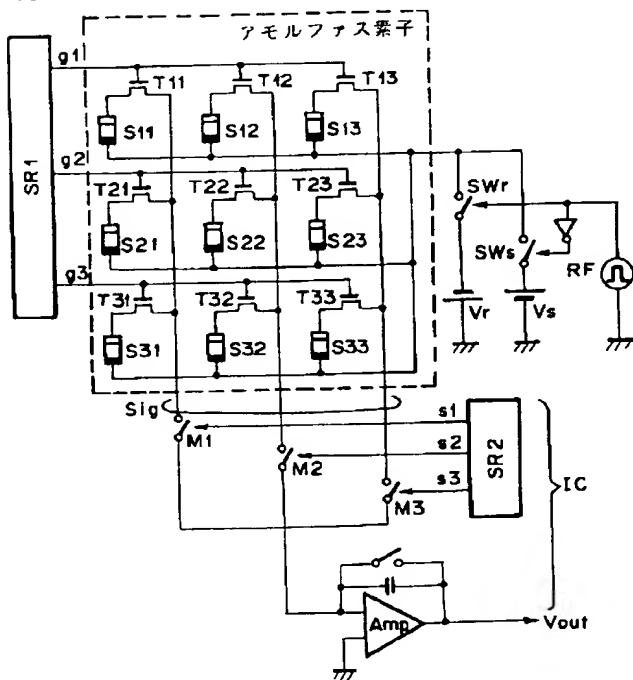 アモルファス素子
g1
T11
T12
T13
S11
S12
S13
SR1
g2
T21
T22
T23
SWr
S21
S22
S23
SWs
RF
g3
T31
T32
T33
Vr
Vs
S31
S32
S33
Sig
s1
M1
s2
M2
SR2
s3
M3
IC
Amp
Vout